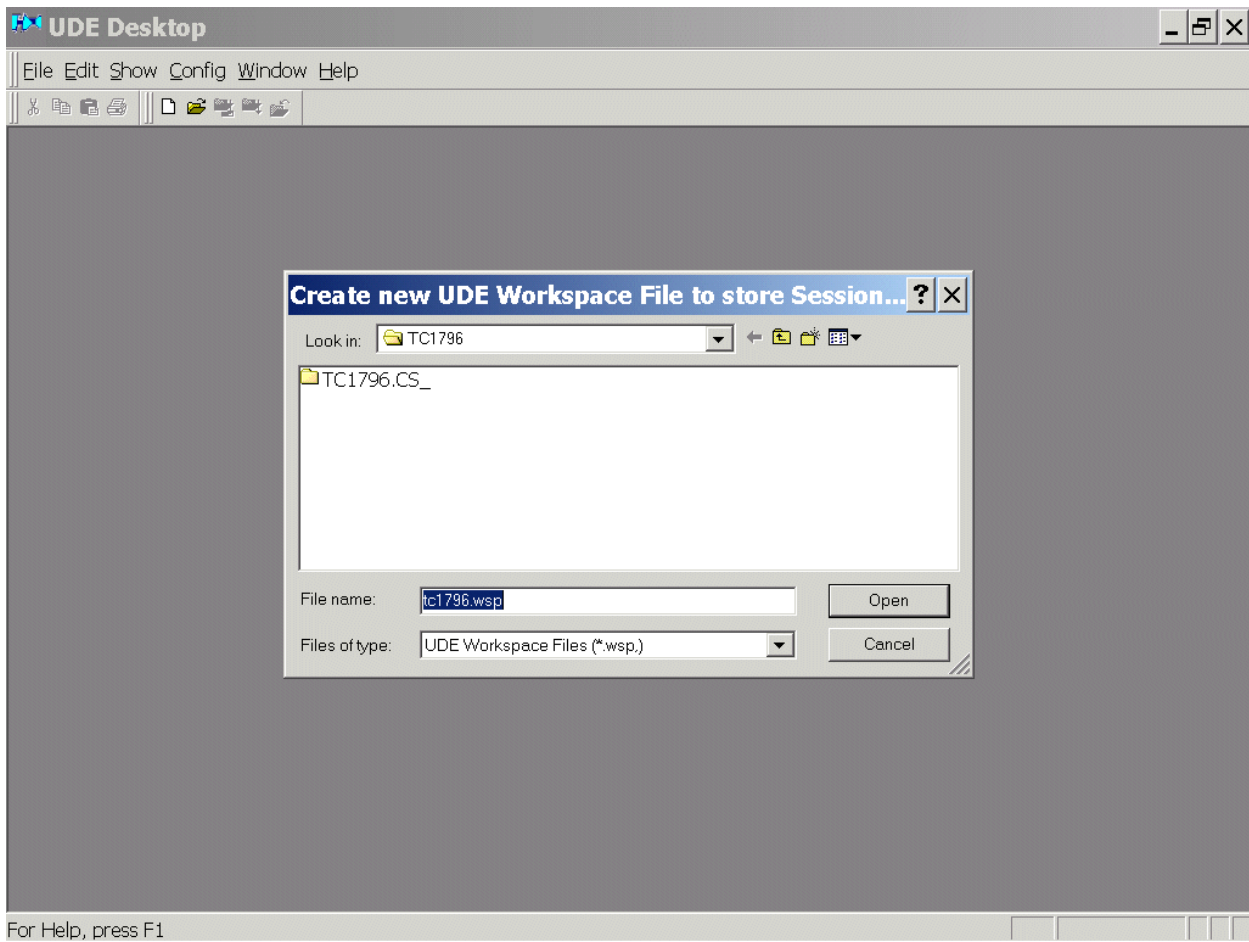 UDE Desktop
File Edit Show Config Window Help
Create new UDE Workspace File to store Session...
Look in: TC1796
TC1796.CS_
File name: tc1796.wsp
Open
Files of type: UDE Workspace Files (*.wsp,)
Cancel
For Help, press F1